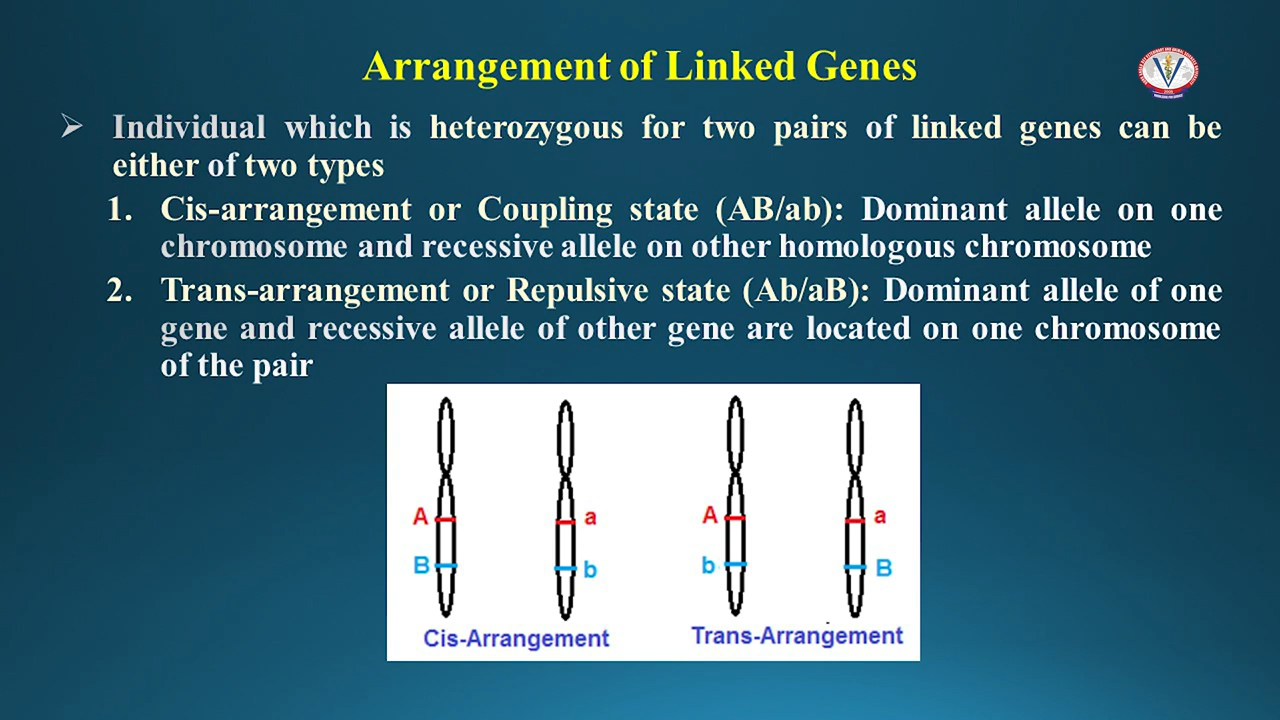 Arrangement of Linked Genes
➢ Individual which is heterozygous for two pairs of linked genes can be
either of two types
1. Cis-arrangement or Coupling state (AB/ab): Dominant allele on one
chromosome and recessive allele on other homologous chromosome
2. Trans-arrangement or Repulsive state (Ab/aB): Dominant allele of one
gene and recessive allele of other gene are located on one chromosome
of the pair
A a A a
B b b B
Cis-Arrangement Trans-Arrangement